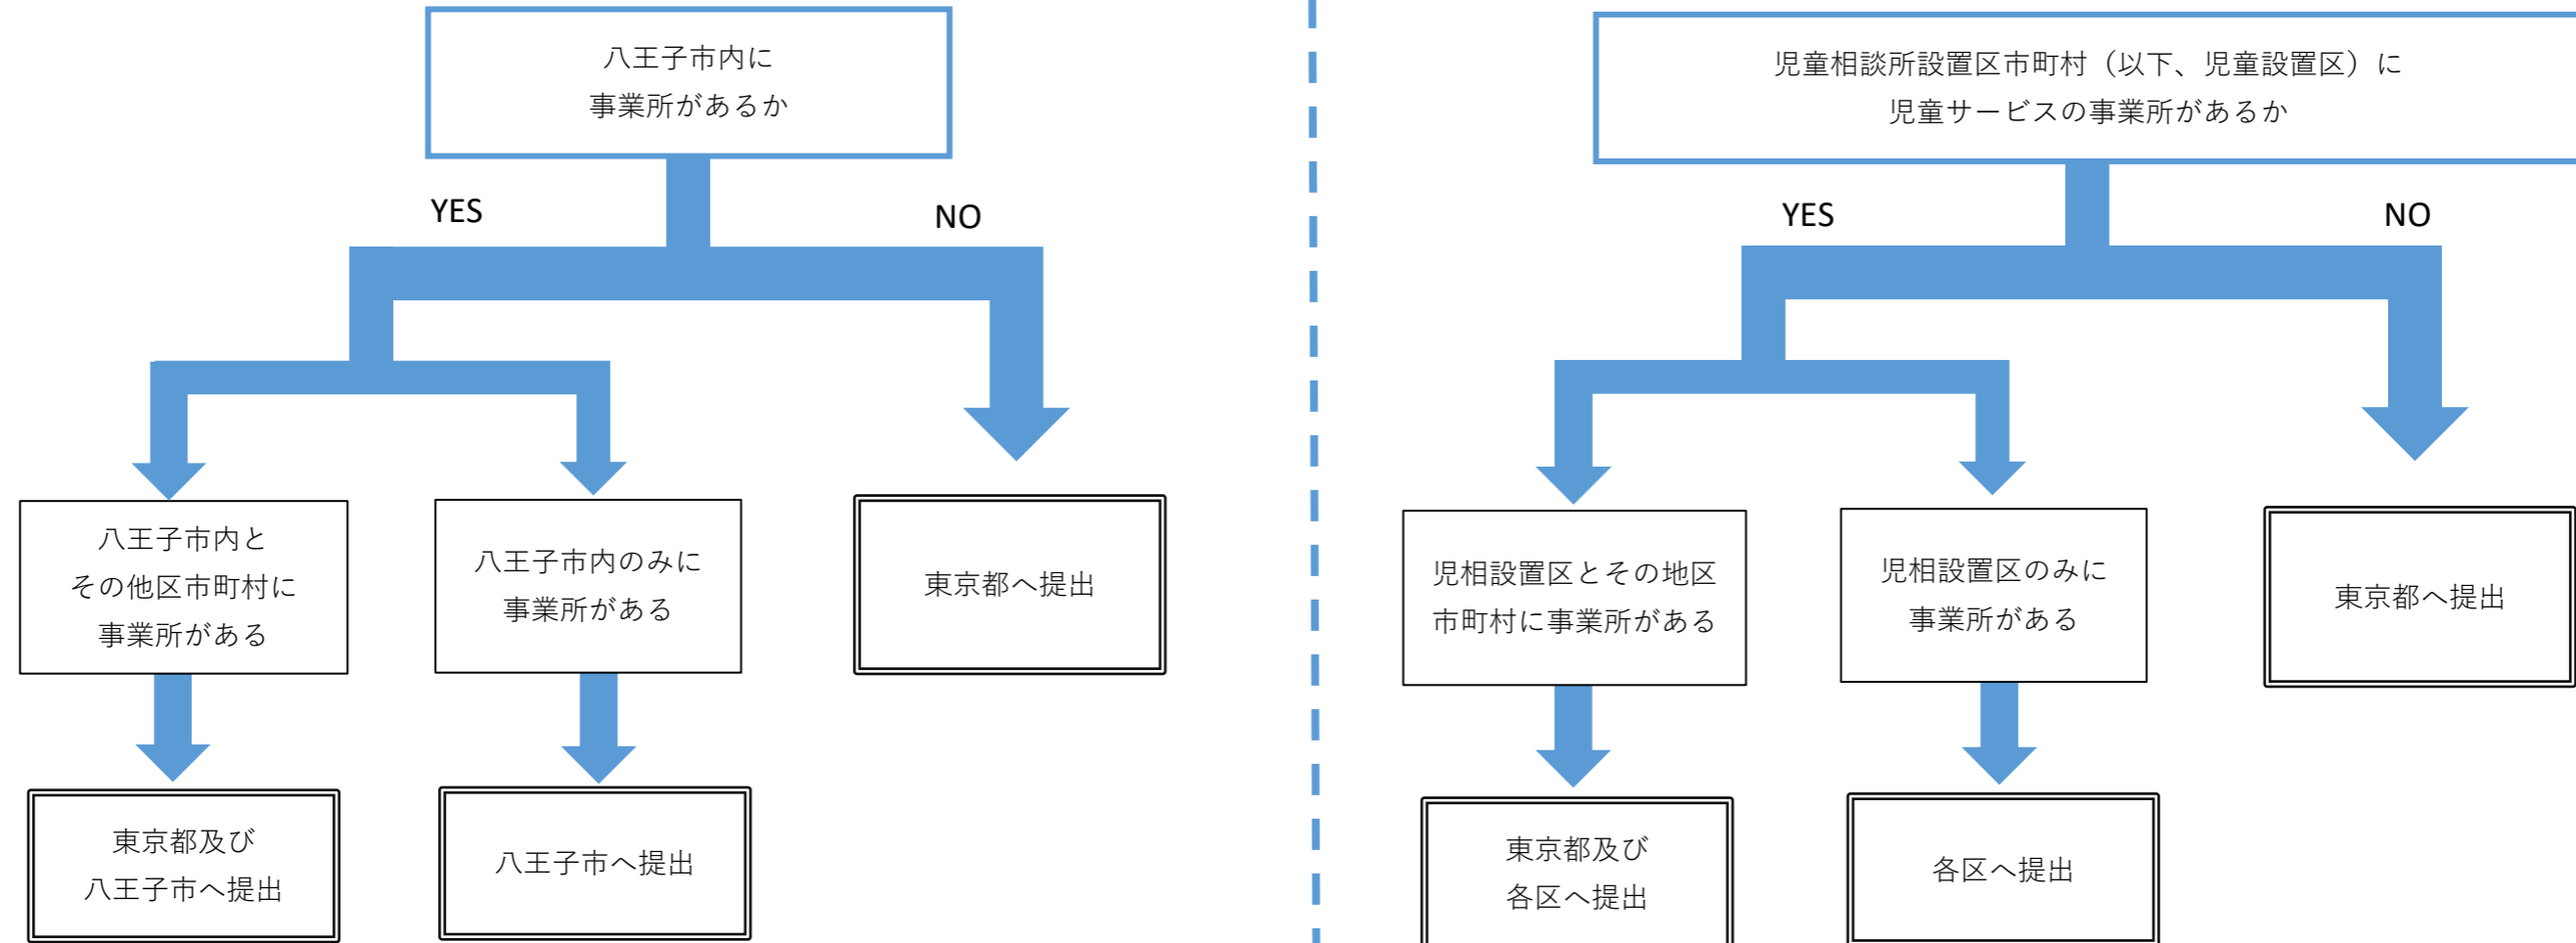 八王子市内に
事業所があるか
YES
NO
八王子市内と
その他区市町村に
事業所がある
八王子市内のみに
事業所がある
東京都へ提出
東京都及び
八王子市へ提出
八王子市へ提出
児童相談所設置区市町村（以下、児童設置区）に
児童サービスの事業所があるか
YES
NO
児相設置区とその地区
市町村に事業所がある
児相設置区のみに
事業所がある
東京都へ提出
東京都及び
各区へ提出
各区へ提出